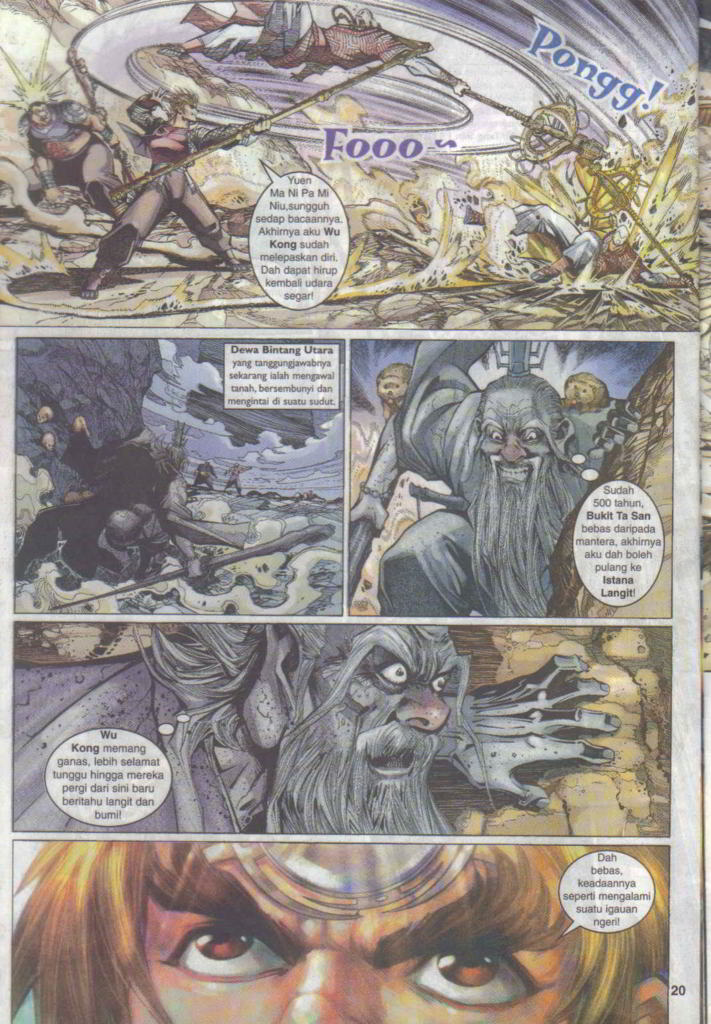 Pongg!
Fooo~
Yuen
Ma Ni Pa Mi
Niu,sungguh
sedap bacaannya.
Akhirnya aku Wu
Kong sudah
melepaskan diri.
Dah dapat hirup
kembali udara
segar!
Dewa Bintang Utara
yang tanggungjawabnya
sekarang ialah mengawal
tanah, bersembunyi dan
mengintai di suatu sudut.
Sudah
500 tahun,
Bukit Ta San
bebas daripada
mantera, akhirnya
aku dah boleh
pulang ke
Istana
Langit!
Wu
Kong memang
ganas, lebih selamat
tunggu hingga mereka
pergi dari sini baru
beritahu langit dan
bumi!
Dah
bebas,
keadaannya
seperti mengalami
suatu igauan
ngeri!
20